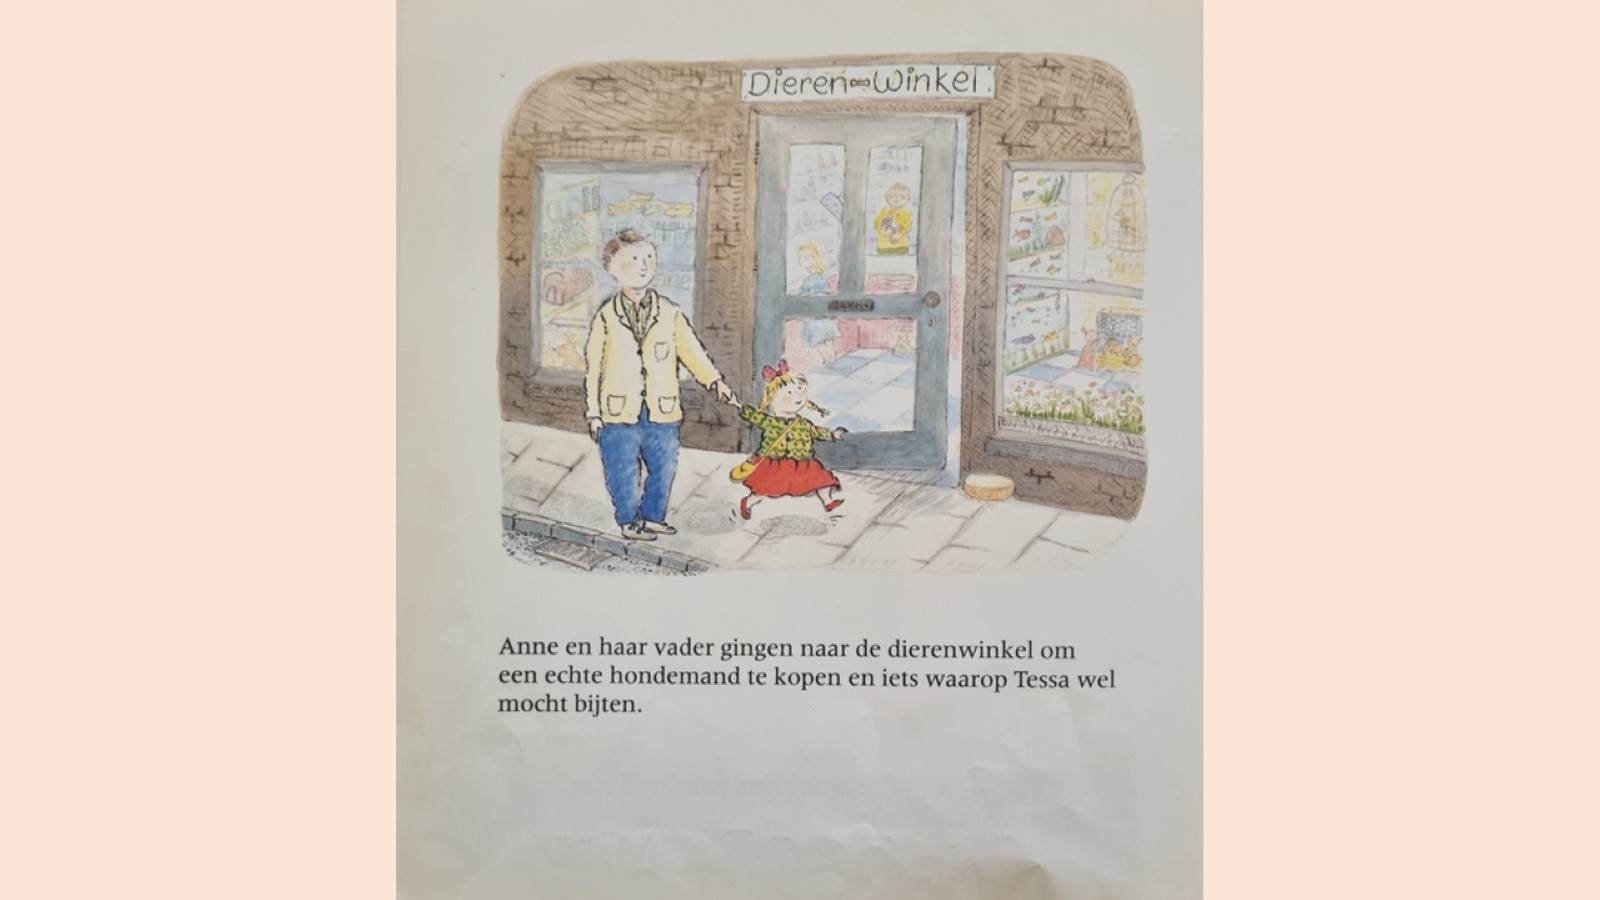 Dieren-Winkel
Anne en haar vader gingen naar de dierenwinkel om
een echte hondemand te kopen en iets waarop Tessa wel
mocht bijten.